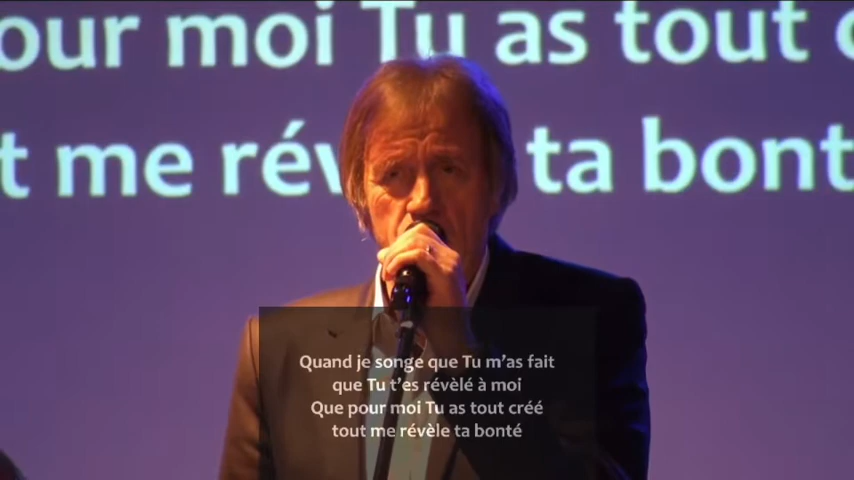 our moi Tu as tout c
t me rév ta bont
Quand je songe que Tu m'as fait
que Tu t'es révèlé à moi
Que pour moi Tu as tout créé
tout me révèle ta bonté